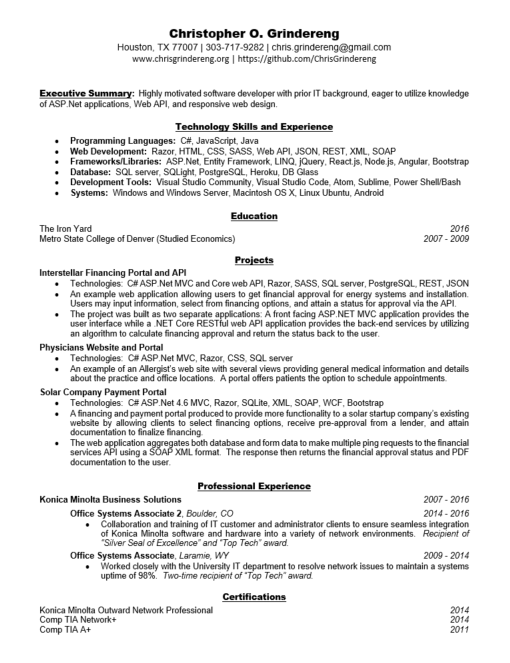 Christopher O. Grindereng
Houston, TX 77007 | 303-717-9282 | chris.grindereng@gmail.com
www.chrisgrindereng.org | https://github.com/ChrisGrindereng
Executive Summary: Highly motivated software developer with prior IT background, eager to utilize knowledge
of ASP.Net applications, Web API, and responsive web design.
Technology Skills and Experience
• Programming Languages: C#, JavaScript, Java
• Web Development: Razor, HTML, CSS, SASS, Web API, JSON, REST, XML, SOAP
• Frameworks/Libraries: ASP.Net, Entity Framework, LINQ, jQuery, React.js, Node.js, Angular, Bootstrap
• Database: SQL server, SQLight, PostgreSQL, Heroku, DB Glass
• Development Tools: Visual Studio Community, Visual Studio Code, Atom, Sublime, Power Shell/Bash
• Systems: Windows and Windows Server, Macintosh OS X, Linux Ubuntu, Android
Education
The Iron Yard 2016
Metro State College of Denver (Studied Economics) 2007 - 2009
Projects
Interstellar Financing Portal and API
• Technologies: C# ASP.Net MVC and Core web API, Razor, SASS, SQL server, PostgreSQL, REST, JSON
• An example web application allowing users to get financial approval for energy systems and installation.
Users may input information, select from financing options, and attain a status for approval via the API.
• The project was built as two separate applications: A front facing ASP.NET MVC application provides the
user interface while a .NET Core RESTful web API application provides the back-end services by utilizing
an algorithm to calculate financing approval and return the status back to the user.
Physicians Website and Portal
• Technologies: C# ASP.Net MVC, Razor, CSS, SQL server
• An example of an Allergist's web site with several views providing general medical information and details
about the practice and office locations. A portal offers patients the option to schedule appointments.
Solar Company Payment Portal
• Technologies: C# ASP.Net 4.6 MVC, Razor, SQLite, XML, SOAP, WCF, Bootstrap
• A financing and payment portal produced to provide more functionality to a solar startup company's existing
website by allowing clients to select financing options, receive pre-approval from a lender, and attain
documentation to finalize financing.
• The web application aggregates both database and form data to make multiple ping requests to the financial
services API using a SOAP XML format. The response then returns the financial approval status and PDF
documentation to the user.
Professional Experience
Konica Minolta Business Solutions 2007 - 2016
Office Systems Associate 2, Boulder, CO 2014 - 2016
• Collaboration and training of IT customer and administrator clients to ensure seamless integration
of Konica Minolta software and hardware into a variety of network environments. Recipient of
"Silver Seal of Excellence" and "Top Tech" award.
Office Systems Associate, Laramie, WY 2009 - 2014
• Worked closely with the University IT department to resolve network issues to maintain a systems
uptime of 98%. Two-time recipient of "Top Tech" award.
Certifications
Konica Minolta Outward Network Professional 2014
Comp TIA Network+ 2014
Comp TIA A+ 2011